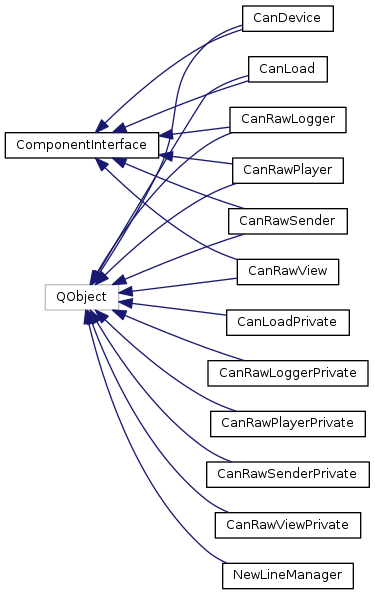 CanDevice
CanLoad
CanRawLogger
ComponentInterface
CanRawPlayer
CanRawSender
CanRawView
QObject
CanLoadPrivate
CanRawLoggerPrivate
CanRawPlayerPrivate
CanRawSenderPrivate
CanRawViewPrivate
NewLineManager